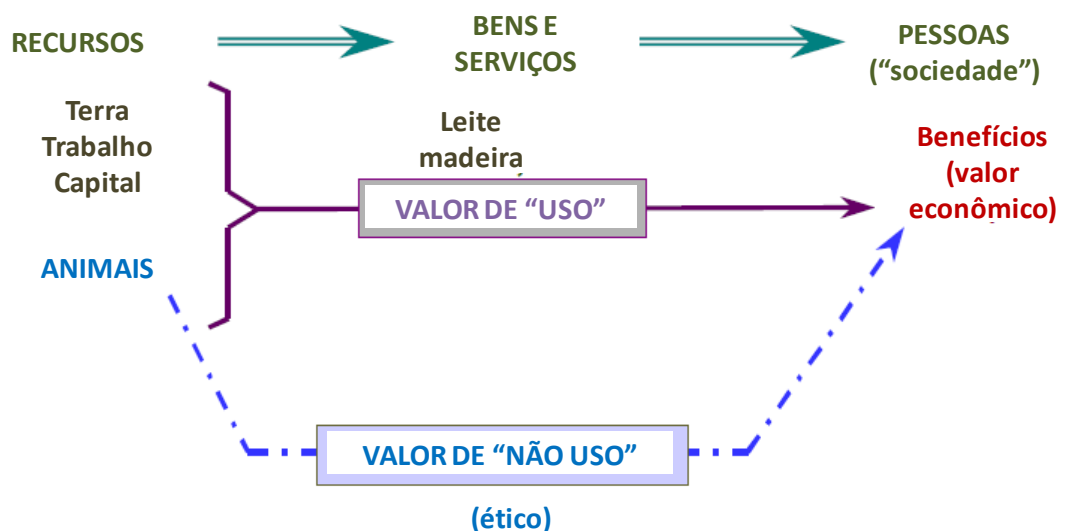 RECURSOS
BENS E
SERVIÇOS
PESSOAS
(“sociedade”)
Terra
Trabalho
Capital
Leite
madeira
Benefícios
(valor
econômico)
VALOR DE “USO”
ANIMAIS
VALOR DE “NÃO USO”
(ético)